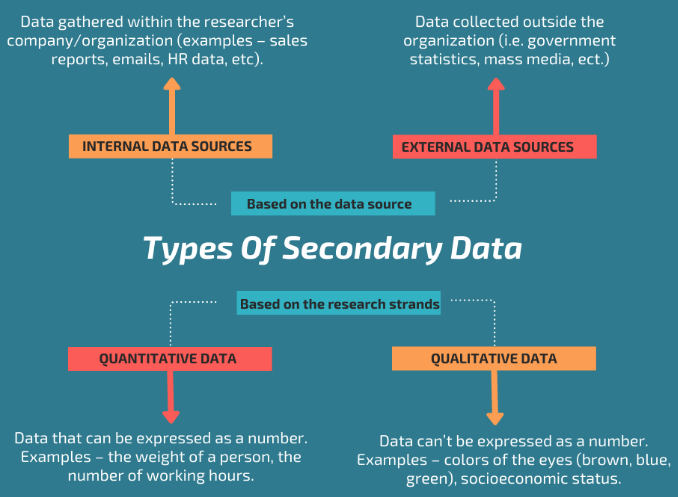 Data gathered within the researcher's
company/organization (examples – sales
reports, emails, HR data, etc).
Data collected outside the
organization (i.e. government
statistics, mass media, ect.)
INTERNAL DATA SOURCES
EXTERNAL DATA SOURCES
Based on the data source
Types Of Secondary Data
Based on the research strands
QUANTITATIVE DATA
QUALITATIVE DATA
Data that can be expressed as a number.
Examples – the weight of a person, the
number of working hours.
Data can't be expressed as a number.
Examples – colors of the eyes (brown, blue,
green), socioeconomic status.